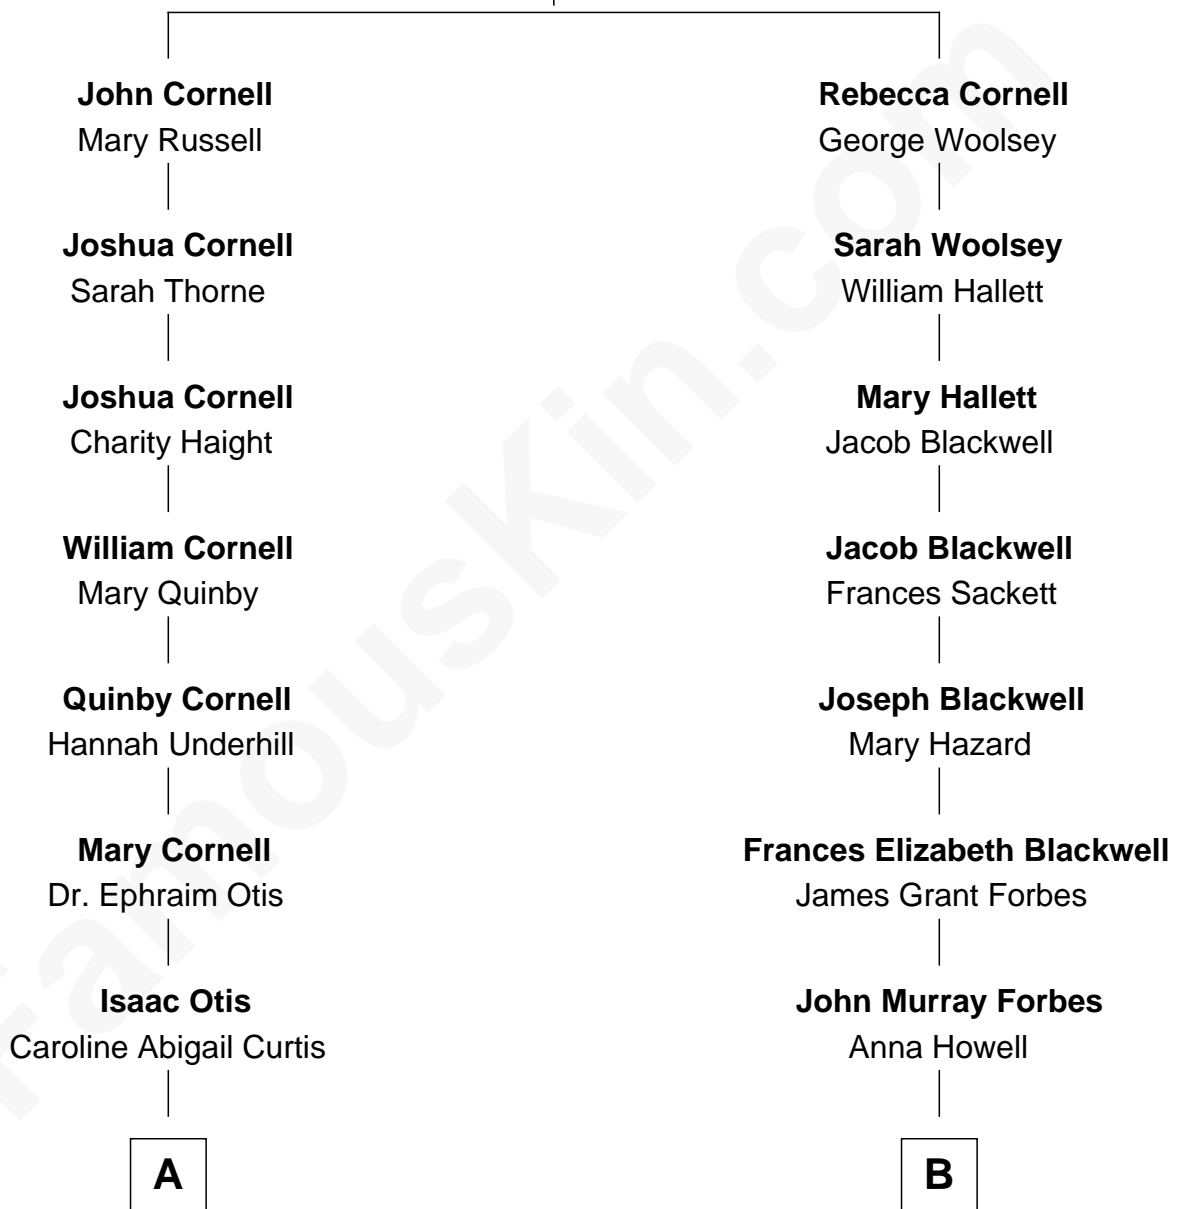 John Cornell
Mary Russell
Joshua Cornell
Sarah Thorne
Joshua Cornell
Charity Haight
William Cornell
Mary Quinby
Quinby Cornell
Hannah Underhill
Mary Cornell
Dr. Ephraim Otis
Isaac Otis
Caroline Abigail Curtis
A
Rebecca Cornell
George Woolsey
Sarah Woolsey
William Hallett
Mary Hallett
Jacob Blackwell
Jacob Blackwell
Frances Sackett
Joseph Blackwell
Mary Hazard
Frances Elizabeth Blackwell
James Grant Forbes
John Murray Forbes
Anna Howell
B
FamousKin.com